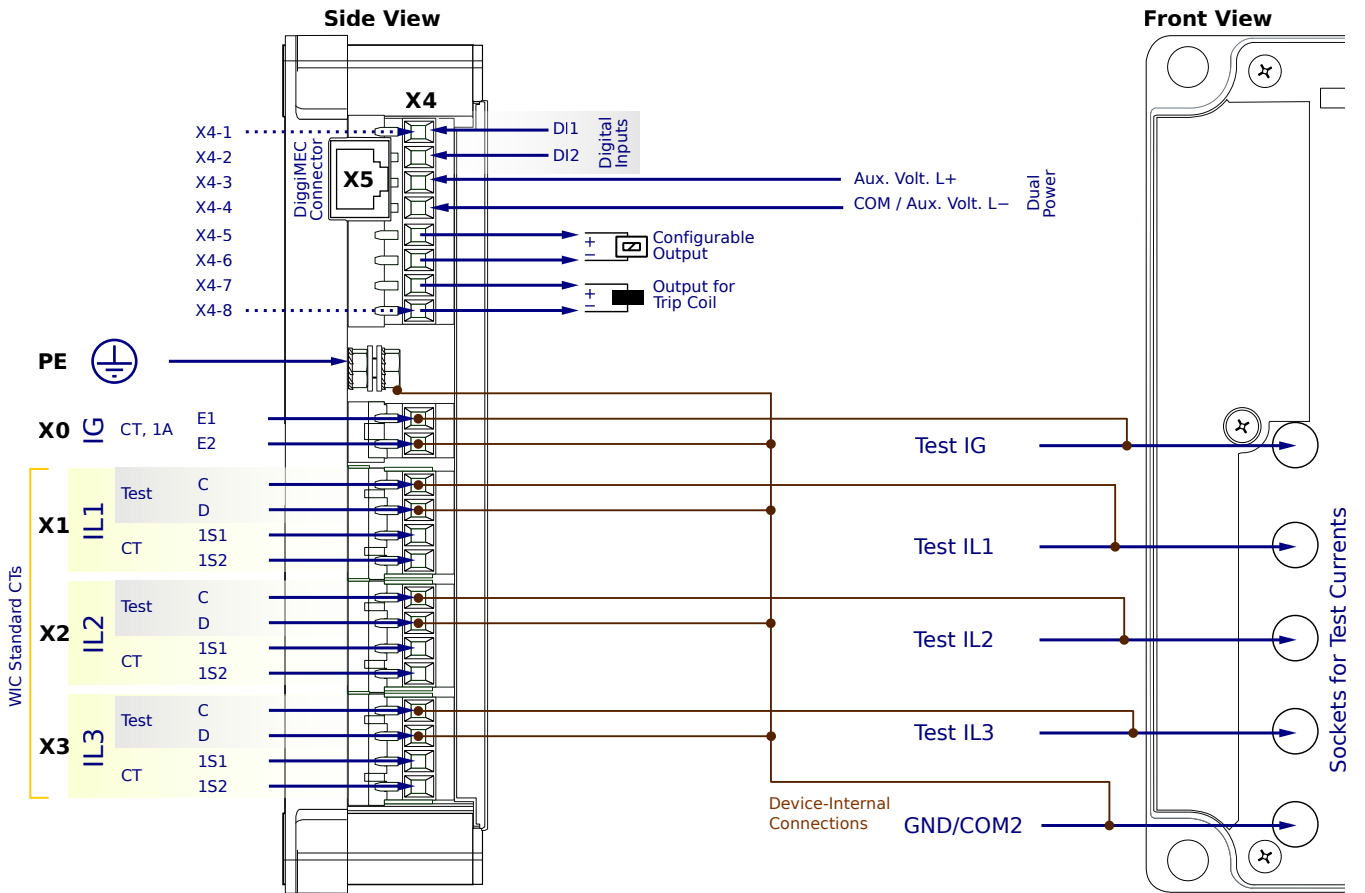 Side View
Front View
X4
X4-1
X4-2
X4-3
X4-4
X4-5
X4-6
X4-7
X4-8
DiggiMEC
Connector
X5
DI1
DI2
Digital
Inputs
Aux. Volt. L+
COM / Aux. Volt. L−
Dual
Power
+
−
Configurable
Output
+
−
Output for
Trip Coil
PE
X0
IG
CT, 1A
E1
E2
Test IG
WIC Standard CTs
X1
IL1
Test
C
D
CT
1S1
1S2
Test IL1
X2
IL2
Test
C
D
CT
1S1
1S2
Test IL2
X3
IL3
Test
C
D
CT
1S1
1S2
Test IL3
Device-Internal
Connections
GND/COM2
Sockets for Test Currents